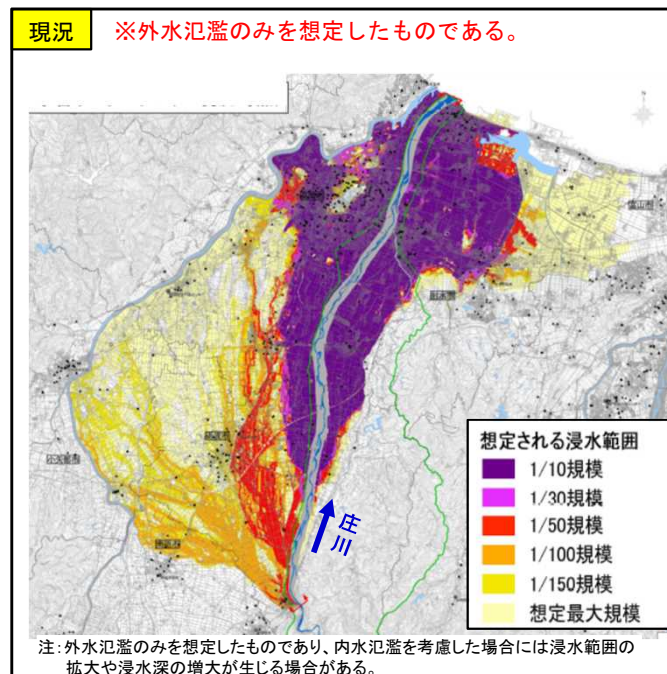 現況
※外水氾濫のみを想定したものである。
庄川
想定される浸水範囲
1/10規模
1/30規模
1/50規模
1/100規模
1/150規模
想定最大規模
注:外水氾濫のみを想定したものであり、内水氾濫を考慮した場合には浸水範囲の
拡大や浸水深の増大が生じる場合がある。